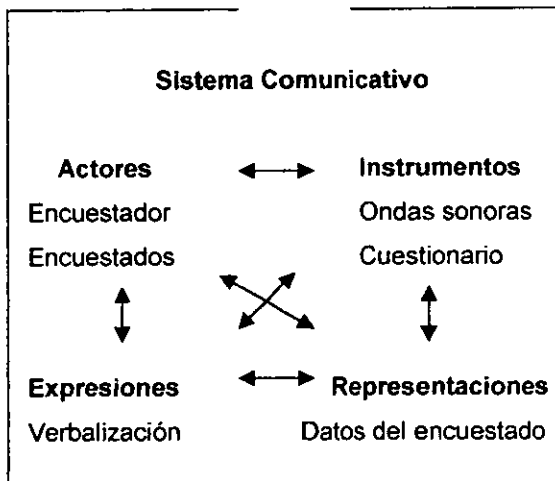 Sistema Comunicativo
Actores Instrumentos
Encuestador Ondas sonoras
Encuestados Cuestionario
Expresiones Representaciones
Verbalización Datos del encuestado